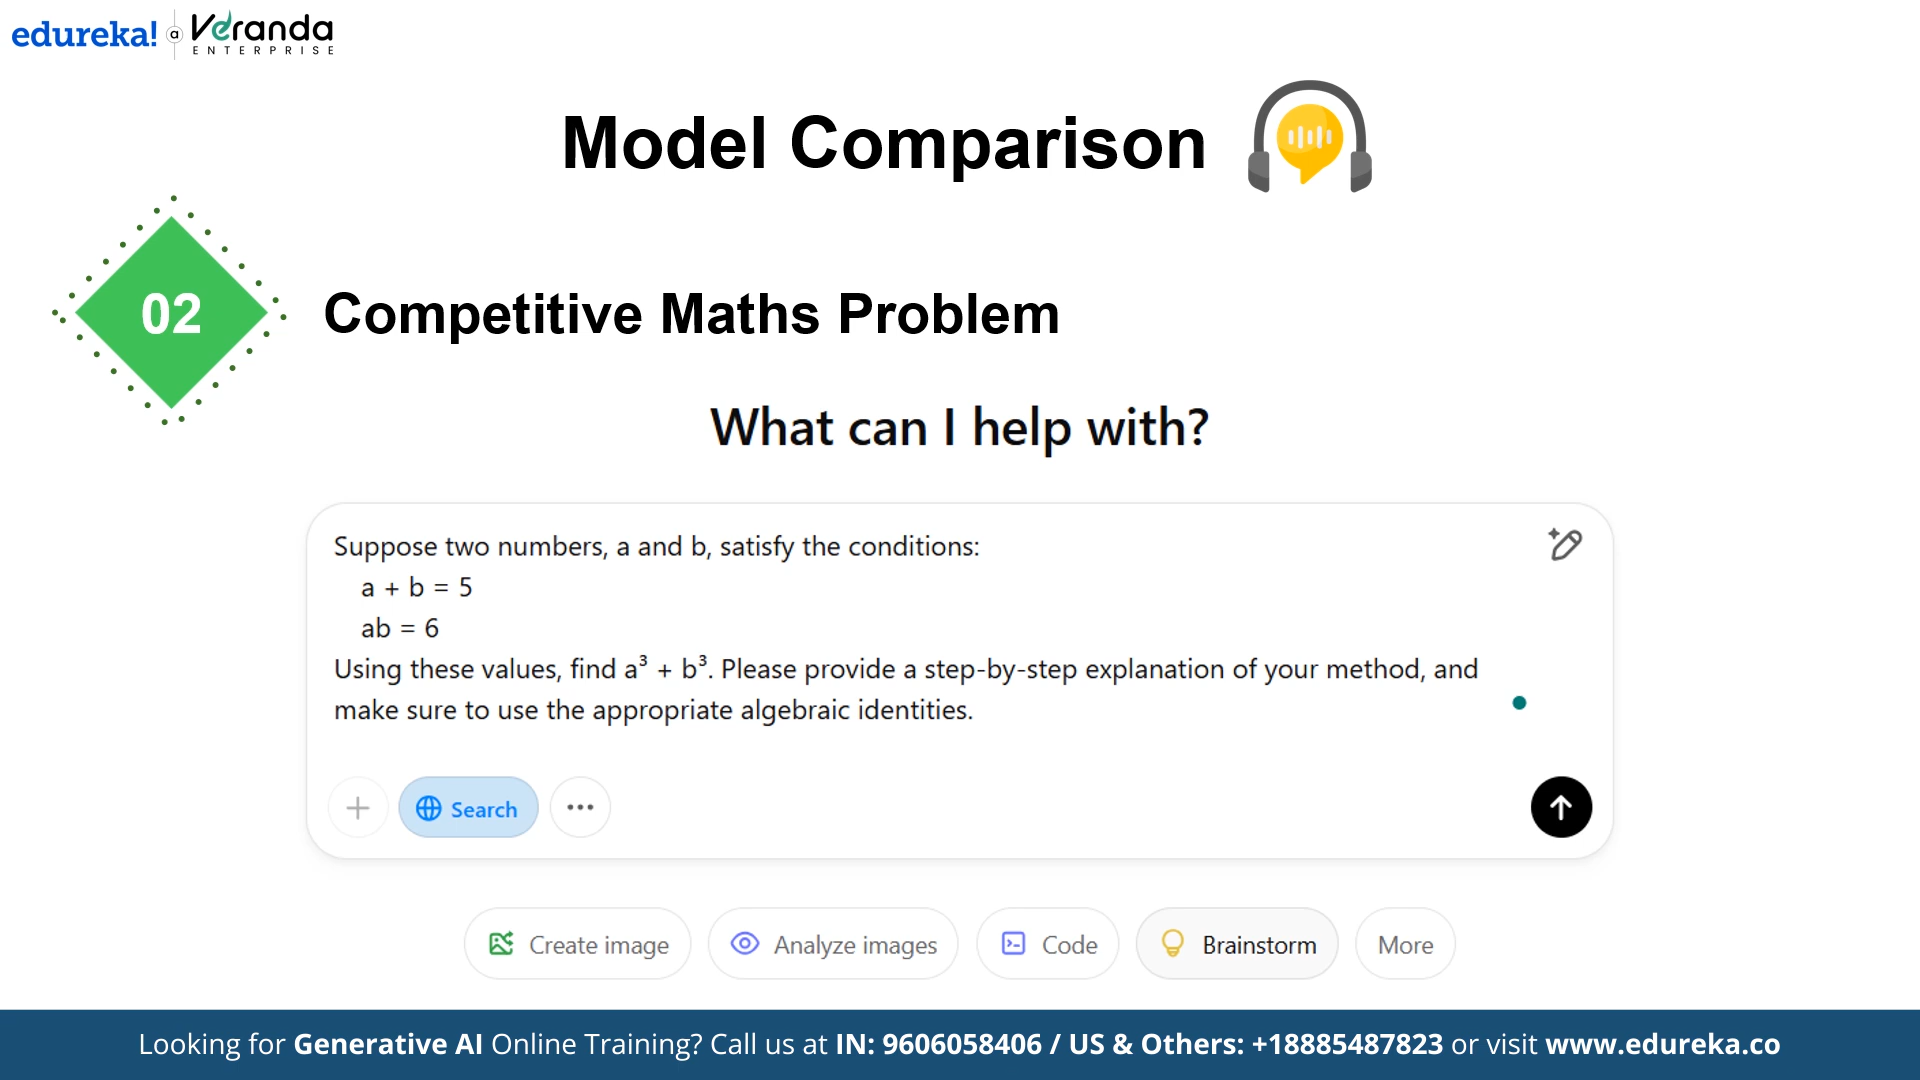 edureka! a Veranda
ENTERPRISE
Model Comparison
02
Competitive Maths Problem
What can I help with?
Suppose two numbers, a and b, satisfy the conditions:
a + b = 5
ab = 6
Using these values, find a³ + b³. Please provide a step-by-step explanation of your method, and
make sure to use the appropriate algebraic identities.
Search
Create image
Analyze images
Code
Brainstorm
More
Looking for Generative AI Online Training? Call us at IN: 9606058406 / US & Others: +18885487823 or visit www.edureka.co